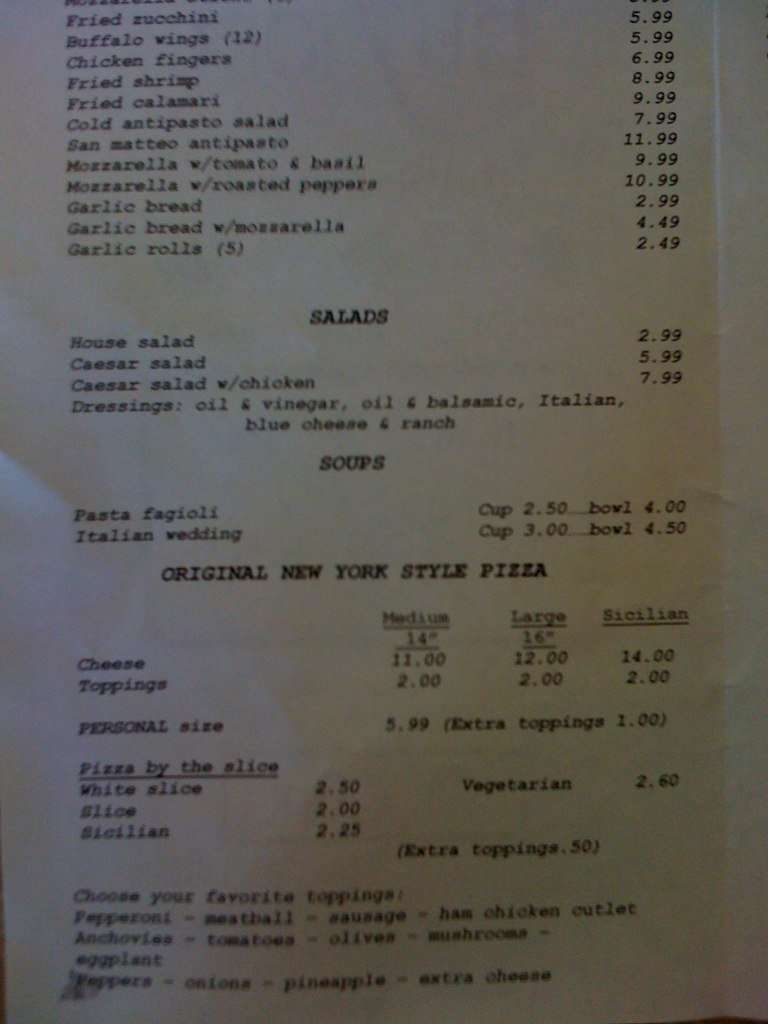 Fried zucchini 5.99
Buffalo wings (12) 5.99
Chicken fingers 6.99
Fried shrimp 8.99
Fried calamari 9.99
Cold antipasto salad 7.99
San matteo antipasto 11.99
Mozzarella w/tomato & basil 9.99
Mozzarella w/roasted peppers 10.99
Garlic bread 2.99
Garlic bread w/mozzarella 4.49
Garlic rolls (5) 2.49
SALADS
House salad 2.99
Caesar salad 5.99
Caesar salad w/chicken 7.99
Dressings: oil & vinegar, oil & balsamic, Italian,
blue cheese & ranch
SOUPS
Pasta fagioli Cup 2.50……bowl 4.00
Italian wedding Cup 3.00……bowl 4.50
ORIGINAL NEW YORK STYLE PIZZA
Medium Large Sicilian
14" 16"
Cheese 11.00 12.00 14.00
Toppings 2.00 2.00 2.00
PERSONAL size 5.99 (Extra toppings 1.00)
Pizza by the slice
White slice 2.50 Vegetarian 2.60
Slice 2.00
Sicilian 2.25
(Extra toppings.50)
Choose your favorite toppings:
Pepperoni – meatball – sausage – ham chicken cutlet
Anchovies – tomatoes – olives – mushrooms –
eggplant
Peppers – onions – pineapple – extra cheese